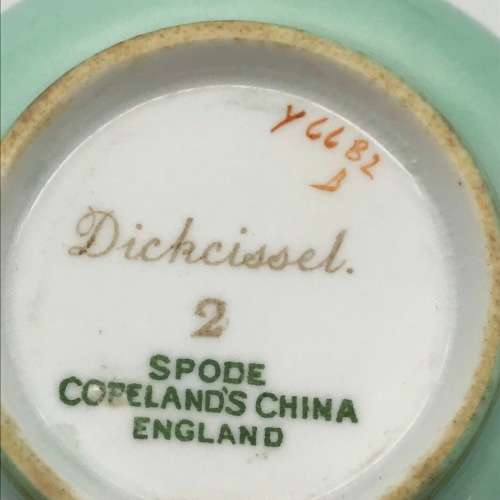 Y6682
B
Dickcissel.
2
SPODE
COPELAND'S CHINA
ENGLAND